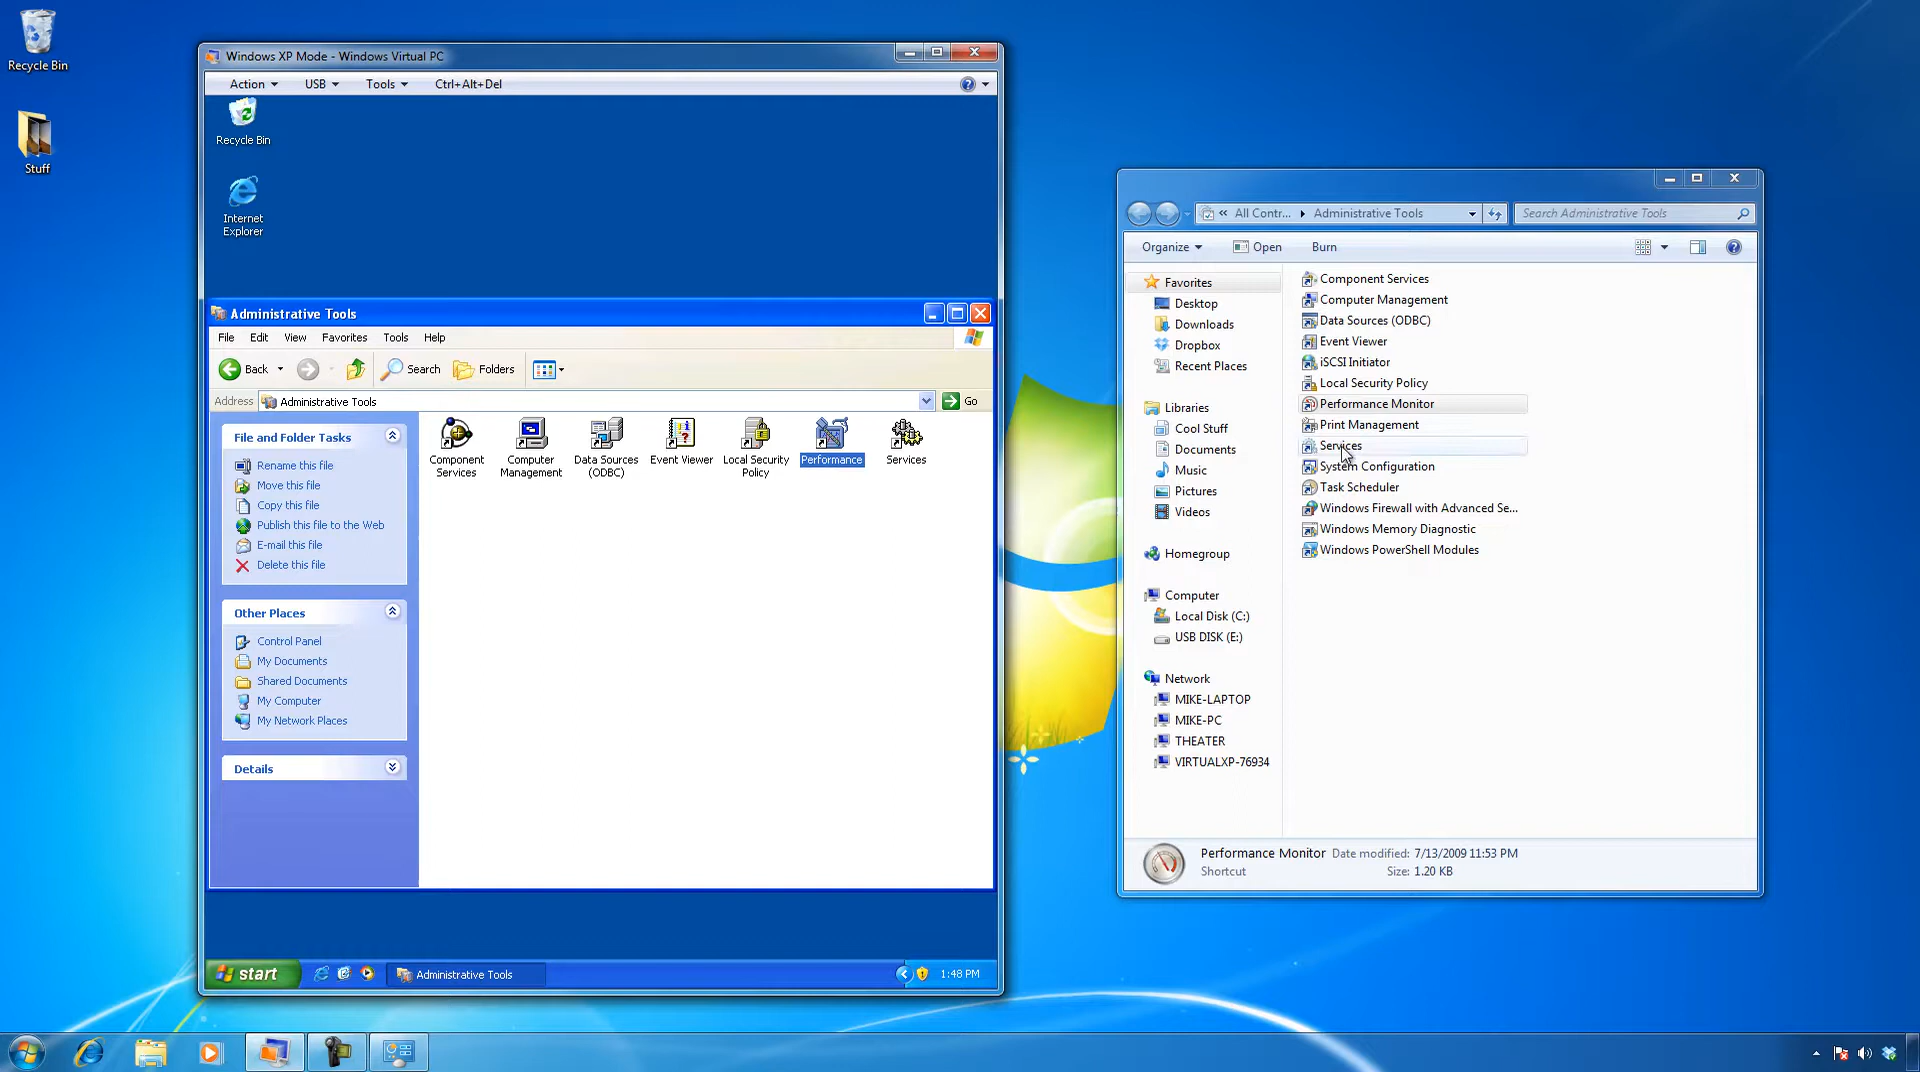 Recycle Bin
Stuff
Windows XP Mode - Windows Virtual PC
Action
USB
Tools
Ctrl+Alt+Del
Recycle Bin
Internet
Explorer
Administrative Tools
File
Edit
View
Favorites
Tools
Help
Back
Search
Folders
Address
Administrative Tools
Go
File and Folder Tasks
Rename this file
Move this file
Copy this file
Publish this file to the Web
E-mail this file
Delete this file
Other Places
Control Panel
My Documents
Shared Documents
My Computer
My Network Places
Details
Component
Services
Computer
Management
Data Sources
(ODBC)
Event Viewer
Local Security
Policy
Performance
Services
start
Administrative Tools
1:48 PM
« All Contr...
Administrative Tools
Search Administrative Tools
Organize
Open
Burn
Favorites
Desktop
Downloads
Dropbox
Recent Places
Libraries
Cool Stuff
Documents
Music
Pictures
Videos
Homegroup
Computer
Local Disk (C:)
USB DISK (E:)
Network
MIKE-LAPTOP
MIKE-PC
THEATER
VIRTUALXP-76934
Component Services
Computer Management
Data Sources (ODBC)
Event Viewer
iSCSI Initiator
Local Security Policy
Performance Monitor
Print Management
Services
System Configuration
Task Scheduler
Windows Firewall with Advanced Se...
Windows Memory Diagnostic
Windows PowerShell Modules
Performance Monitor Date modified: 7/13/2009 11:53 PM
Shortcut Size: 1.20 KB